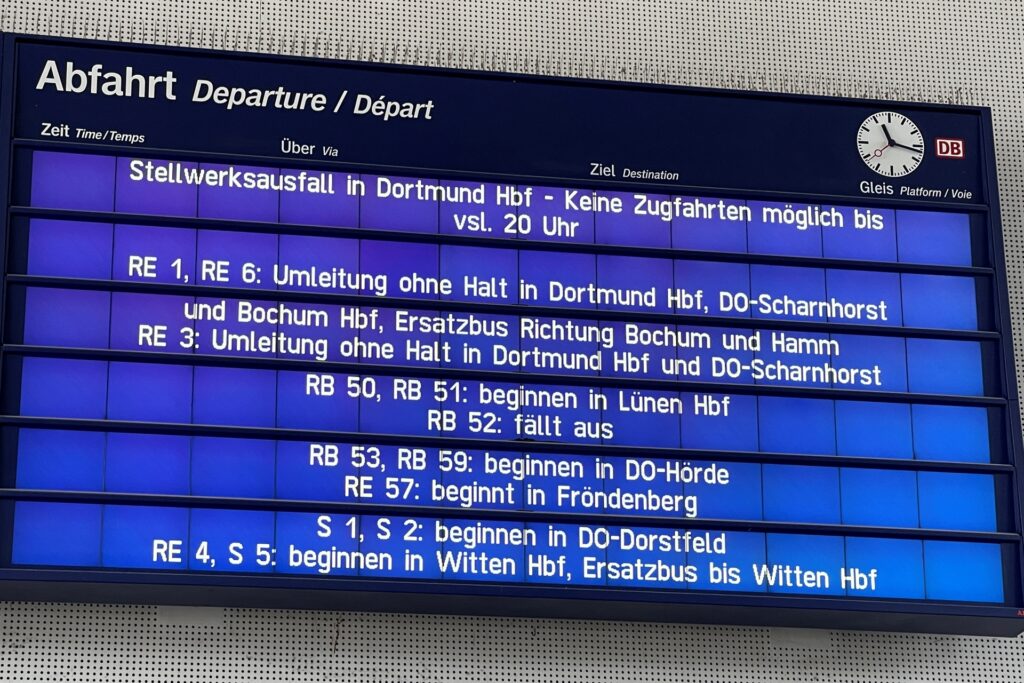 Abfahrt Departure / Départ
Zeit Time/Temps Über Via Ziel Destination Gleis Platform / Voie
DB
Stellwerksausfall in Dortmund Hbf - Keine Zugfahrten möglich bis
vsl. 20 Uhr
RE 1, RE 6: Umleitung ohne Halt in Dortmund Hbf, DO-Scharnhorst
und Bochum Hbf, Ersatzbus Richtung Bochum und Hamm
RE 3: Umleitung ohne Halt in Dortmund Hbf und DO-Scharnhorst
RB 50, RB 51: beginnen in Lünen Hbf
RB 52: fällt aus
RB 53, RB 59: beginnen in DO-Hörde
RE 57: beginnt in Fröndenberg
S 1, S 2: beginnen in DO-Dorstfeld
RE 4, S 5: beginnen in Witten Hbf, Ersatzbus bis Witten Hbf